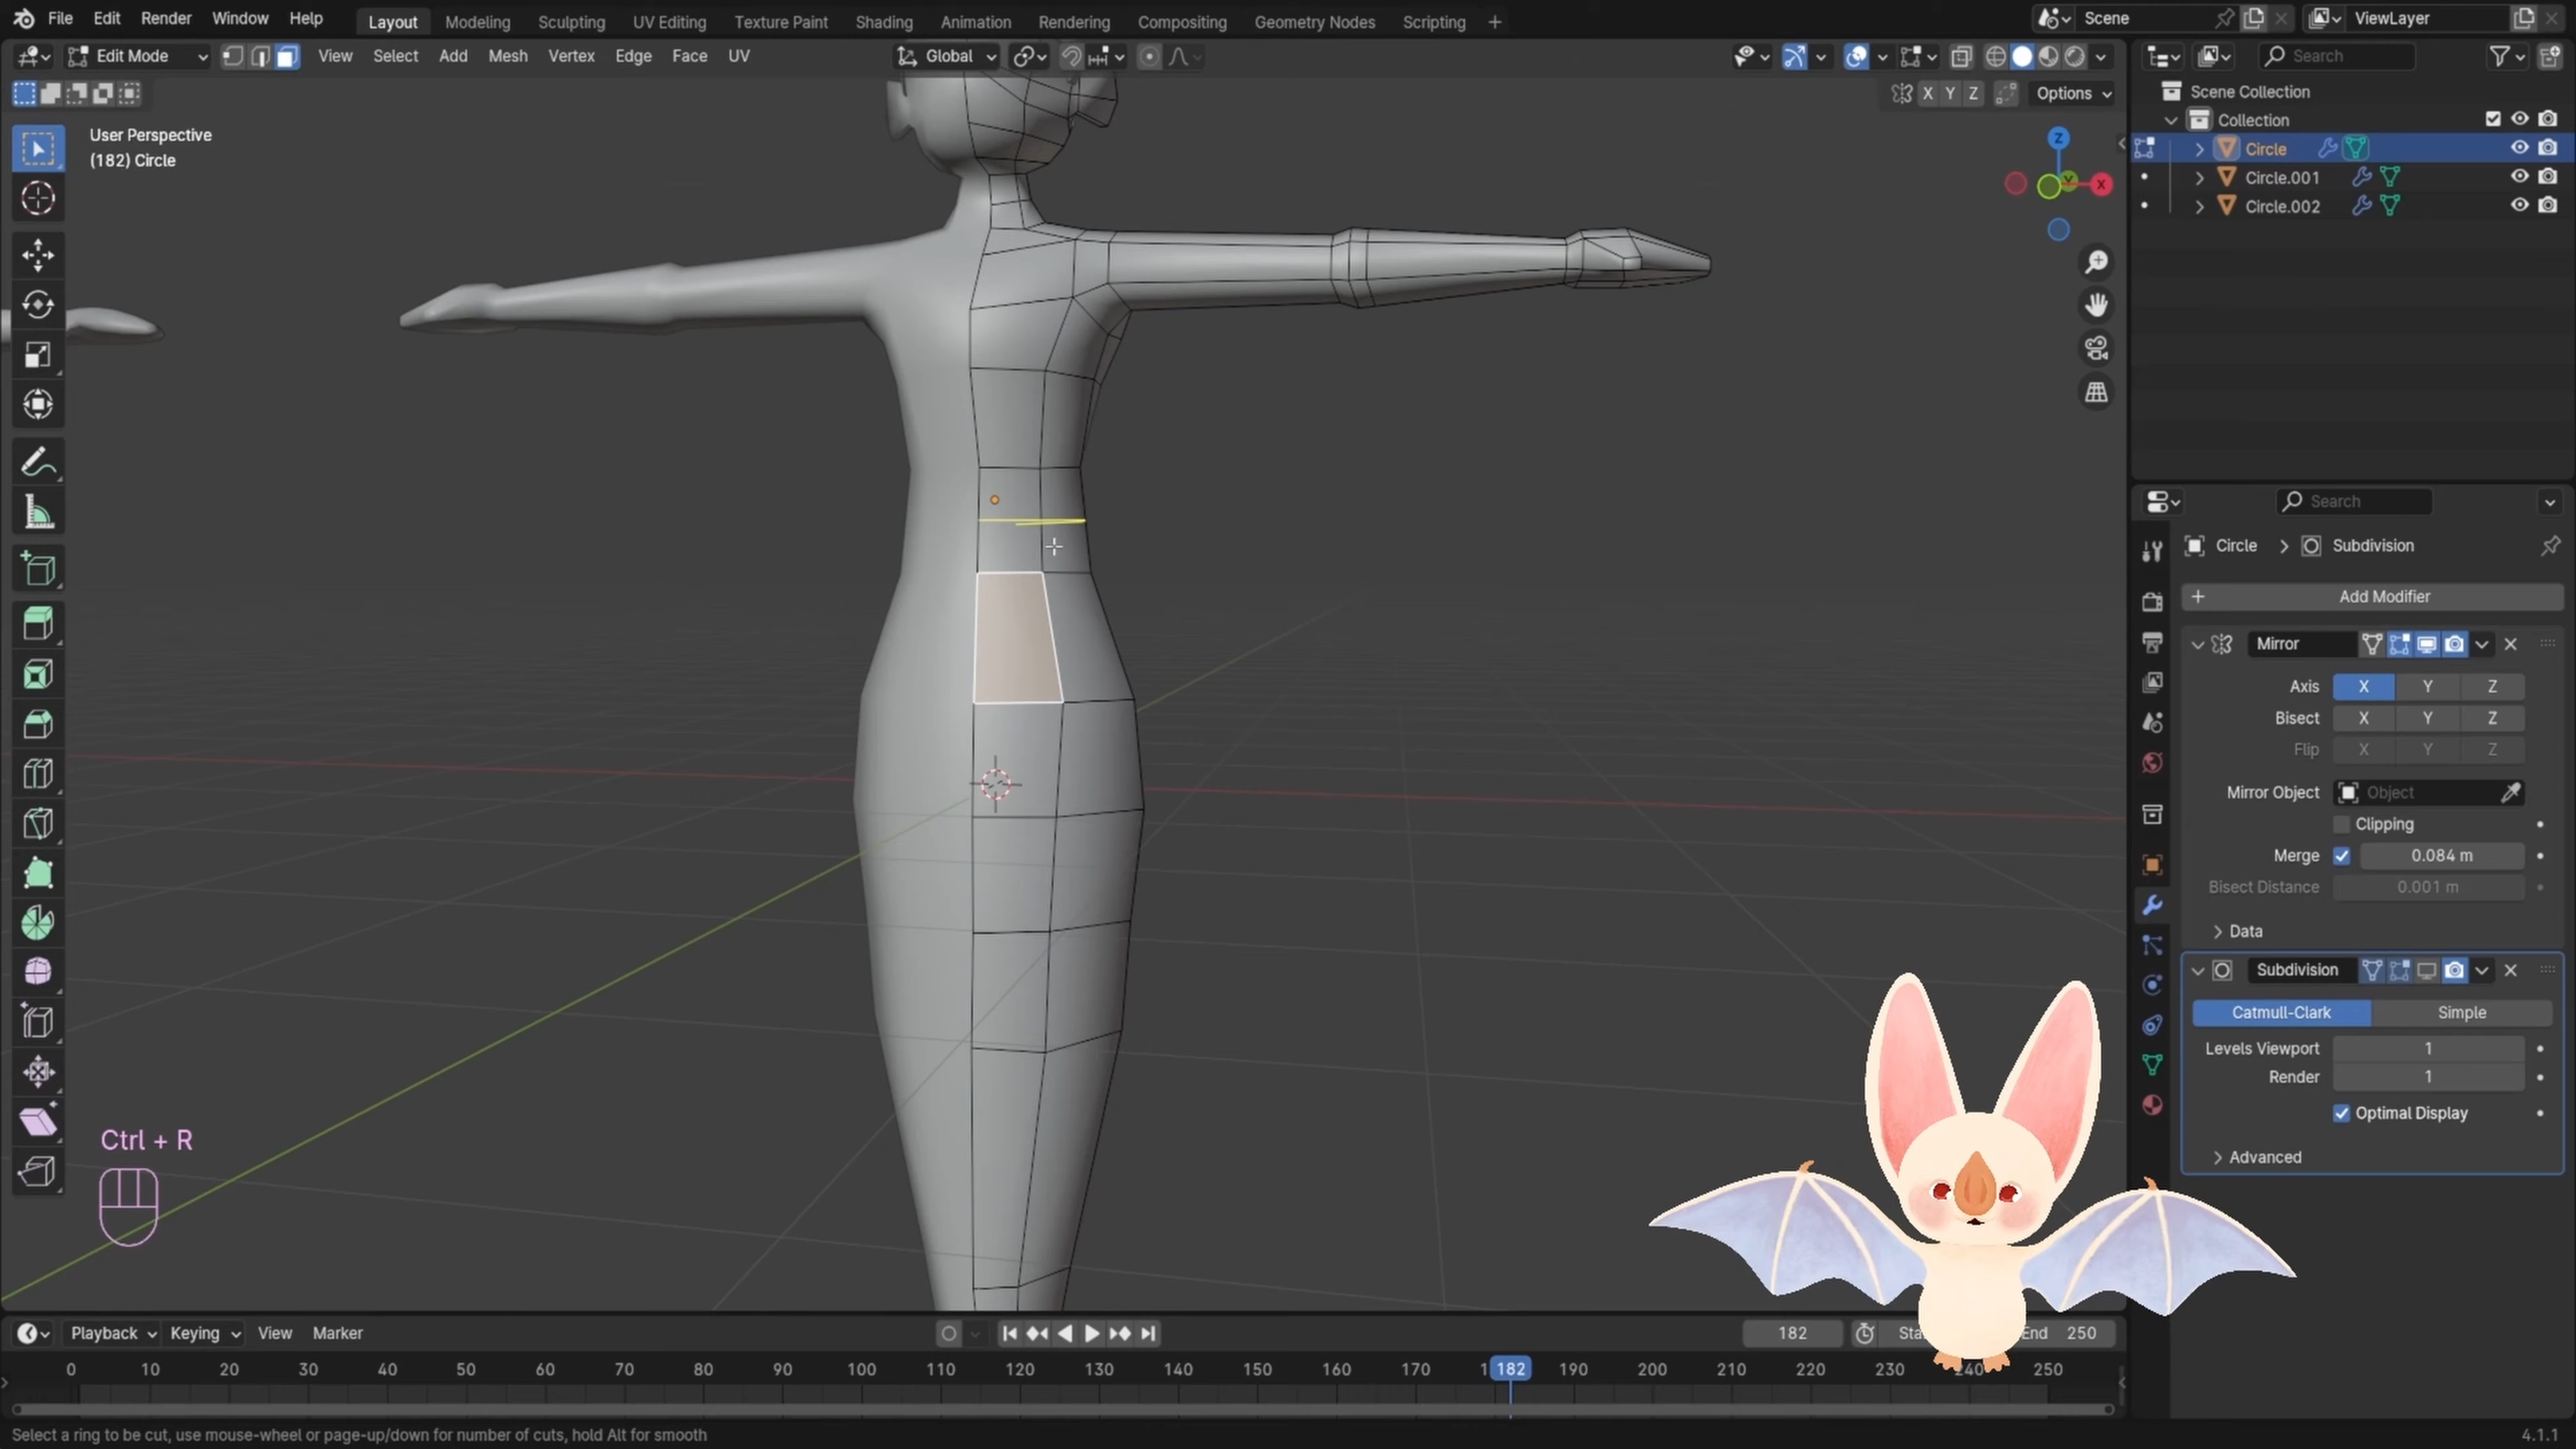 File Edit Render Window Help Layout Modeling Sculpting UV Editing Texture Paint Shading Animation Rendering Compositing Geometry Nodes Scripting + Scene ViewLayer
Edit Mode View Select Add Mesh Vertex Edge Face UV Global Search
X Y Z Options
User Perspective
(182) Circle
Scene Collection
Collection
Circle
Circle.001
Circle.002
Z
Y
X
Search
Circle > Subdivision
+ Add Modifier
Mirror
Axis X Y Z
Bisect X Y Z
Flip X Y Z
Mirror Object Object
Clipping
Merge 0.084 m
Bisect Distance 0.001 m
Data
Subdivision
Catmull-Clark Simple
Levels Viewport 1
Render 1
Optimal Display
Advanced
Ctrl + R
Playback Keying View Marker 182 Sta End 250
0 10 20 30 40 50 60 70 80 90 100 110 120 130 140 150 160 170 1 182 190 200 210 220 230 240 250
Select a ring to be cut, use mouse-wheel or page-up/down for number of cuts, hold Alt for smooth 4.1.1